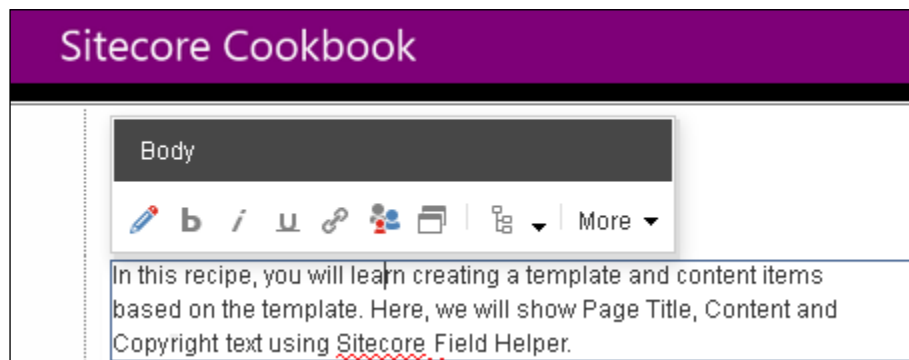 Sitecore Cookbook
Body
b i u More
In this recipe, you will learn creating a template and content items
based on the template. Here, we will show Page Title, Content and
Copyright text using Sitecore Field Helper.